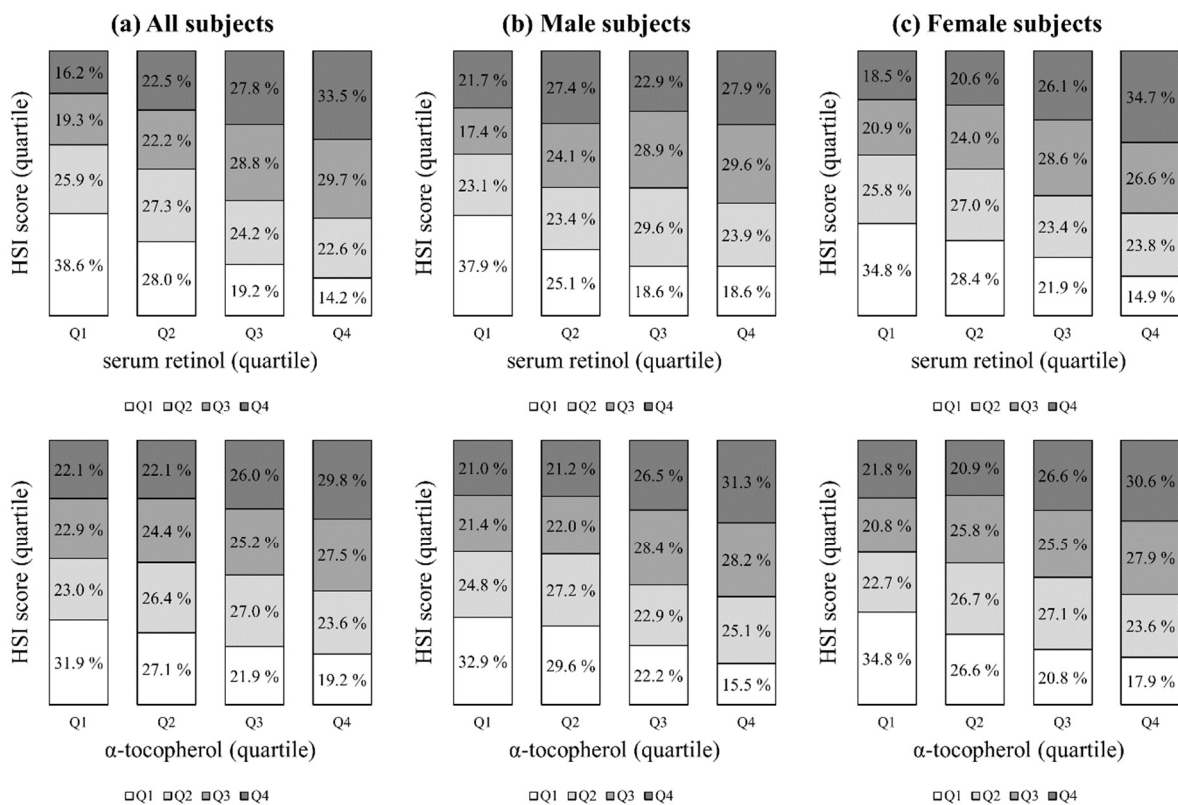 (a) All subjects
HSI score (quartile)
16.2 % 22.5 % 27.8 % 33.5 %
19.3 % 22.2 % 28.8 % 29.7 %
25.9 % 27.3 % 24.2 % 22.6 %
38.6 % 28.0 % 19.2 % 14.2 %
Q1 Q2 Q3 Q4
serum retinol (quartile)
Q1 Q2 Q3 Q4
(b) Male subjects
HSI score (quartile)
21.7 % 27.4 % 22.9 % 27.9 %
17.4 % 24.1 % 28.9 % 29.6 %
23.1 % 23.4 % 29.6 % 23.9 %
37.9 % 25.1 % 18.6 % 18.6 %
Q1 Q2 Q3 Q4
serum retinol (quartile)
Q1 Q2 Q3 Q4
(c) Female subjects
HSI score (quartile)
18.5 % 20.6 % 26.1 % 34.7 %
20.9 % 24.0 % 28.6 % 26.6 %
25.8 % 27.0 % 23.4 % 23.8 %
34.8 % 28.4 % 21.9 % 14.9 %
Q1 Q2 Q3 Q4
serum retinol (quartile)
Q1 Q2 Q3 Q4
HSI score (quartile)
22.1 % 22.1 % 26.0 % 29.8 %
22.9 % 24.4 % 25.2 % 27.5 %
23.0 % 26.4 % 27.0 % 23.6 %
31.9 % 27.1 % 21.9 % 19.2 %
Q1 Q2 Q3 Q4
α-tocopherol (quartile)
Q1 Q2 Q3 Q4
HSI score (quartile)
21.0 % 21.2 % 26.5 % 31.3 %
21.4 % 22.0 % 28.4 % 28.2 %
24.8 % 27.2 % 22.9 % 25.1 %
32.9 % 29.6 % 22.2 % 15.5 %
Q1 Q2 Q3 Q4
α-tocopherol (quartile)
Q1 Q2 Q3 Q4
HSI score (quartile)
21.8 % 20.9 % 26.6 % 30.6 %
20.8 % 25.8 % 25.5 % 27.9 %
22.7 % 26.7 % 27.1 % 23.6 %
34.8 % 26.6 % 20.8 % 17.9 %
Q1 Q2 Q3 Q4
α-tocopherol (quartile)
Q1 Q2 Q3 Q4